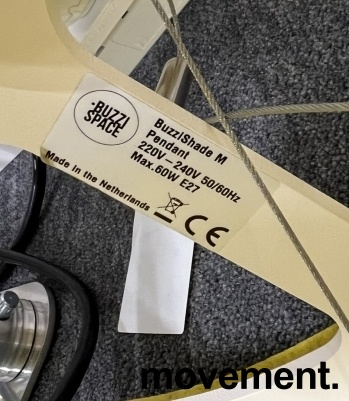 ·BUZZI
SPACE
BuzziShade M
Pendant
220V~240V 50/60Hz
Max.60W E27
Made in the Netherlands
CE
movement.